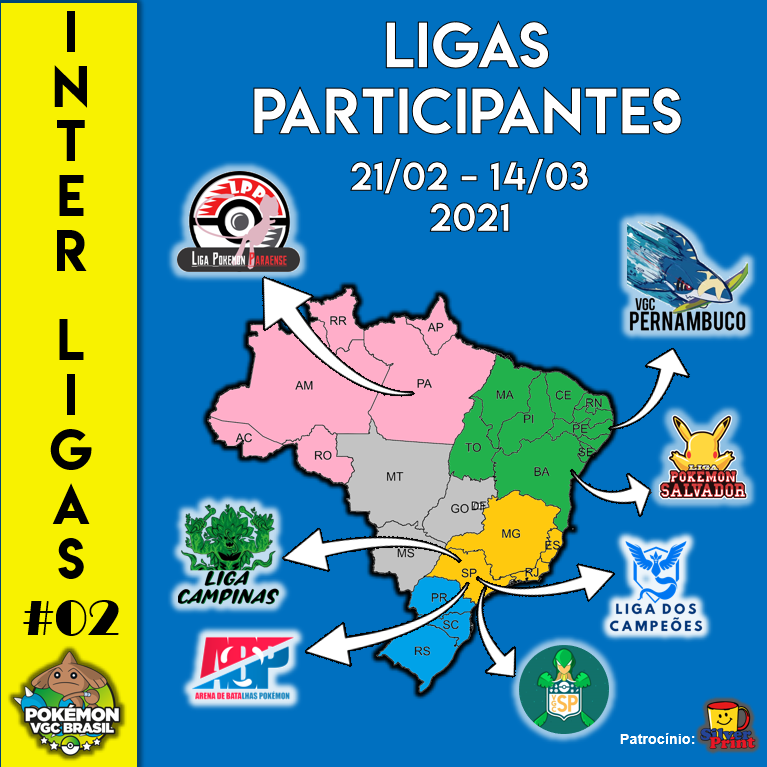 INTER LIGAS #02
POKÉMON
VGC BRASIL
LIGAS
PARTICIPANTES
21/02 - 14/03
2021
LPP
LIGA POKEMON PARAENSE
VGC
PERNAMBUCO
LIGA
POKEMON
SALVADOR
LIGA DOS
CAMPEÕES
VGC SP
ARENA DE BATALHAS POKÉMON
LIGA
CAMPINAS
RR
AP
AM
PA
MA
CE
RN
PI
PE
AC
TO
SE
RO
BA
MT
GO
DF
MG
MS
ES
SP
RJ
PR
SC
RS
Patrocínio:
Silver
Print